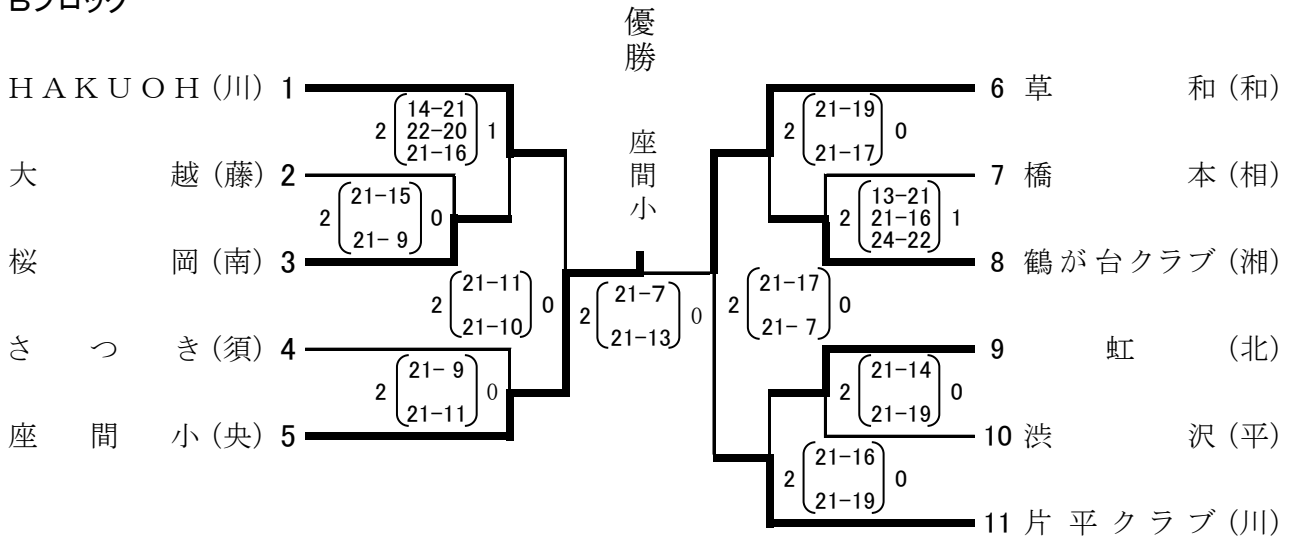 Bブロック
優勝 座間小
HAKUOH(川) 1
2 14-21 22-20 21-16 1
大越(藤) 2
2 21-15 21- 9 0
桜岡(南) 3
2 21-11 21-10 0
さつき(須) 4
2 21- 9 21-11 0
座間小(央) 5
2 21-7 21-13 0
6 草和(和)
2 21-19 21-17 0
7 橋本(相)
2 13-21 21-16 24-22 1
8 鶴が台クラブ(湘)
2 21-17 21- 7 0
9 虹(北)
2 21-14 21-19 0
10 渋沢(平)
2 21-16 21-19 0
11 片平クラブ(川)